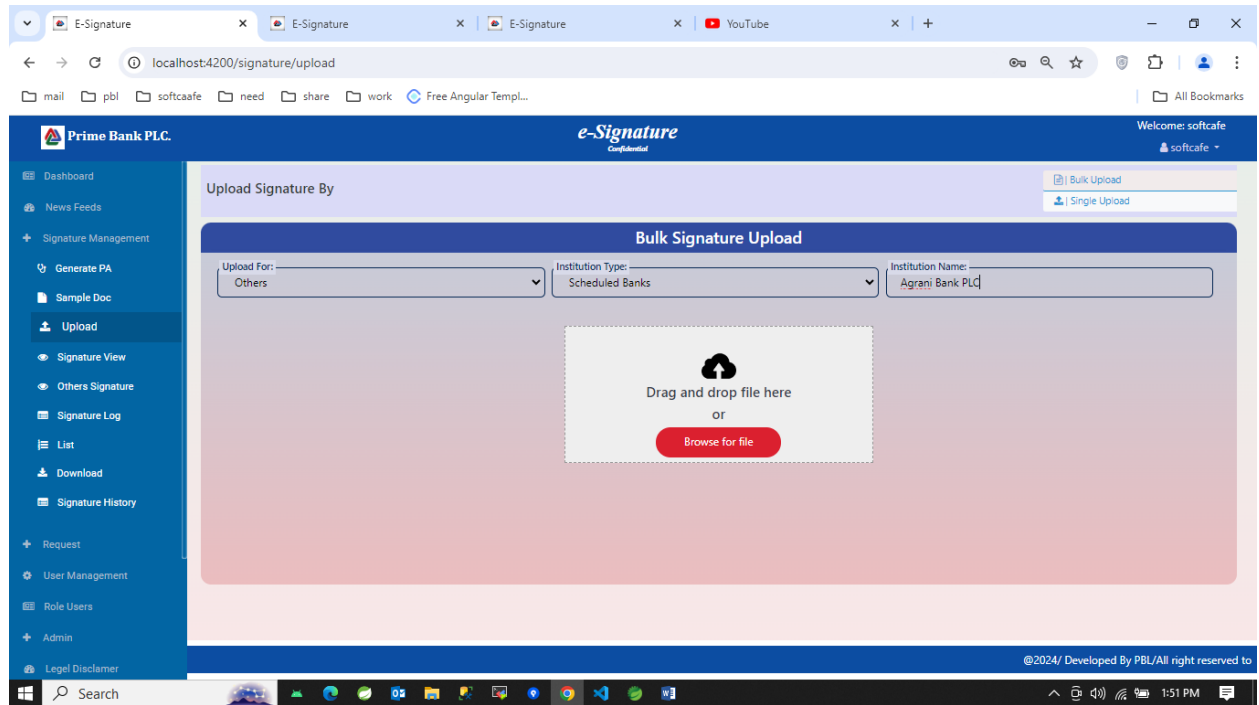 E-Signature
E-Signature
E-Signature
YouTube
localhost:4200/signature/upload
mail pbl softcaafe need share work Free Angular Templ... All Bookmarks
Prime Bank PLC.
e-Signature
Confidential
Welcome: softcafe
softcafe
Dashboard
News Feeds
Signature Management
Generate PA
Sample Doc
Upload
Signature View
Others Signature
Signature Log
List
Download
Signature History
Request
User Management
Role Users
Admin
Legel Disclamer
Upload Signature By
| Bulk Upload
| Single Upload
Bulk Signature Upload
Upload For:
Others
Institution Type:
Scheduled Banks
Institution Name:
Agrani Bank PLC
Drag and drop file here
or
Browse for file
@2024/ Developed By PBL/All right reserved to
Search
1:51 PM